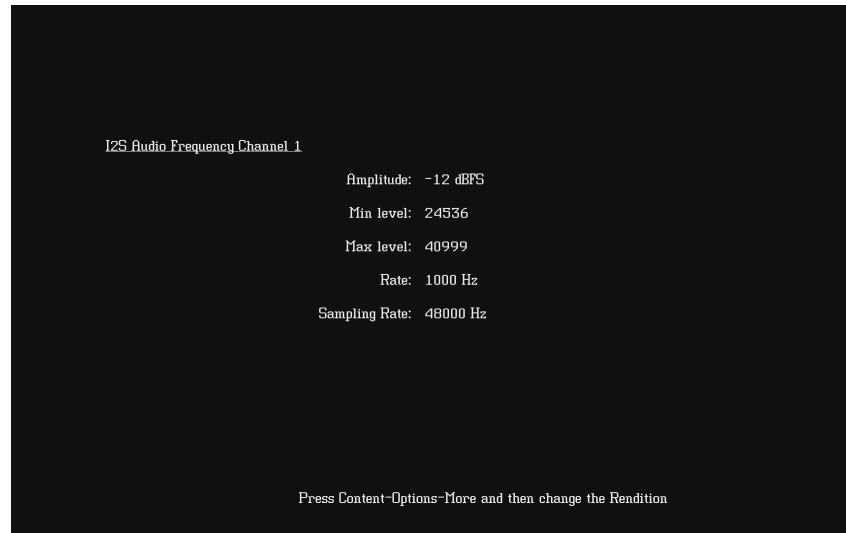 I2S Audio Frequency Channel 1
Amplitude: -12 dBFS
Min level: 24536
Max level: 40999
Rate: 1000 Hz
Sampling Rate: 48000 Hz
Press Content-Options-More and then change the Rendition